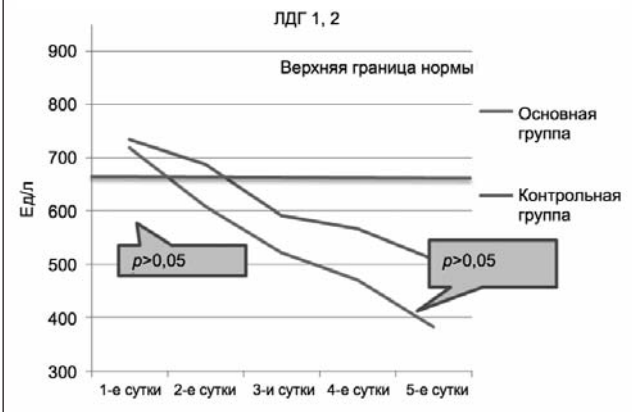 ЛДГ 1, 2
900
Верхняя граница нормы
800
Основная
группа
700
Ед/л
Контрольная
группа
600
p>0,05
p>0,05
500
400
300
1-е сутки 2-е сутки 3-и сутки 4-е сутки 5-е сутки